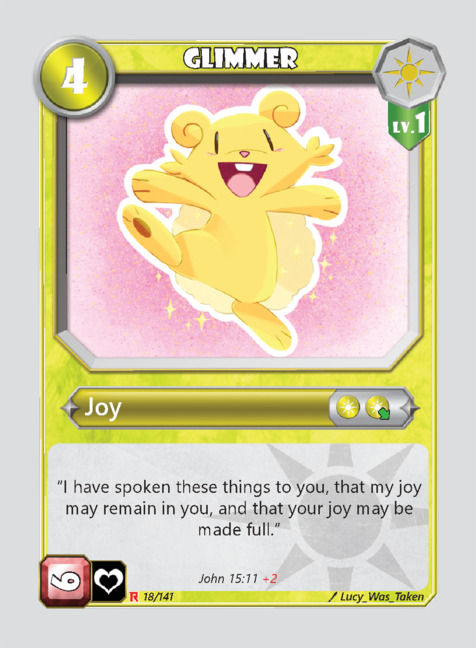 4
GLIMMER
LV.1
Joy
"I have spoken these things to you, that my joy
may remain in you, and that your joy may be
made full."
John 15:11 +2
6
R 18/141
Lucy_Was_Taken